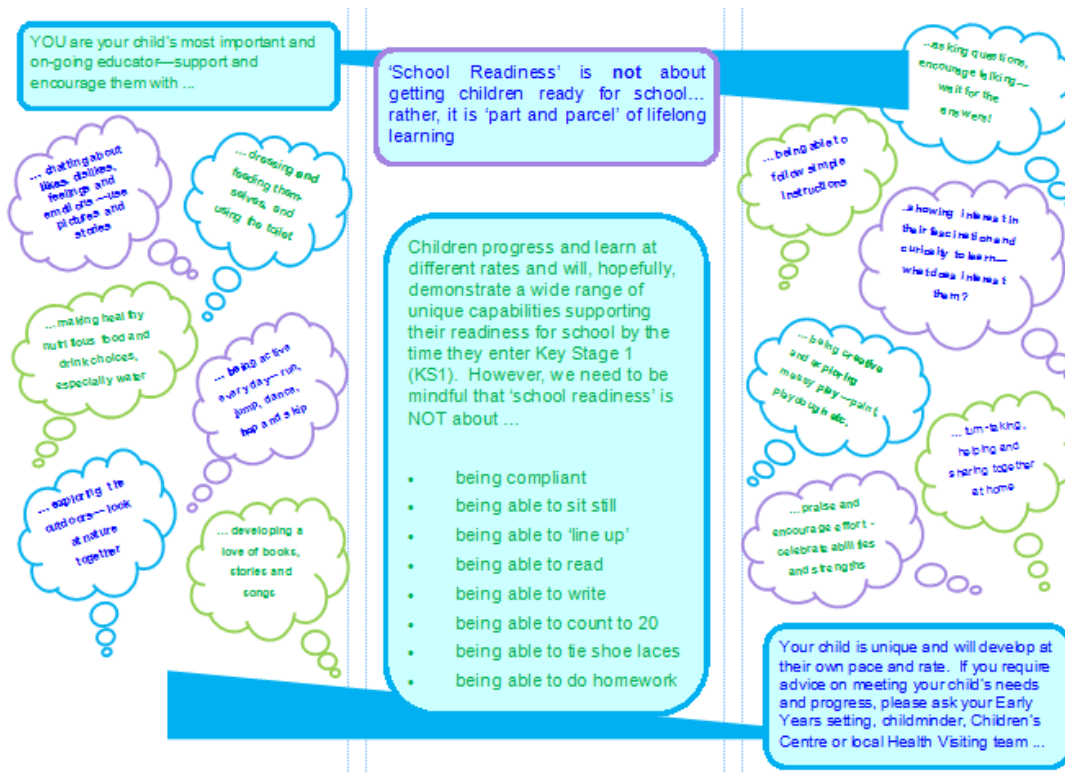 YOU are your child's most important and
on-going educator—support and
encourage them with ...
... chatting about
likes, dislikes,
feelings and
emotions—use
pictures and
stories
... dressing and
feeding them-
selves, and
using the toilet
... making healthy
nutritious food and
drink choices,
especially water
... being active
every day—run,
jump, dance,
hop and skip
... exploring the
outdoors—look
at nature
together
... developing a
love of books,
stories and
songs
'School Readiness' is not about
getting children ready for school...
rather, it is 'part and parcel' of lifelong
learning
Children progress and learn at
different rates and will, hopefully,
demonstrate a wide range of
unique capabilities supporting
their readiness for school by the
time they enter Key Stage 1
(KS1). However, we need to be
mindful that 'school readiness' is
NOT about ...
• being compliant
• being able to sit still
• being able to 'line up'
• being able to read
• being able to write
• being able to count to 20
• being able to tie shoe laces
• being able to do homework
...asking questions,
encourage talking—
wait for the
answers!
...being able to
follow simple
instructions
...showing interest in
their fascination and
curiosity to learn—
what does interest
them?
... being creative
and exploring
messy play—paint,
playdough etc.
... turn-taking,
helping and
sharing together
at home
...praise and
encourage effort -
celebrate abilities
and strengths
Your child is unique and will develop at
their own pace and rate. If you require
advice on meeting your child's needs
and progress, please ask your Early
Years setting, childminder, Children's
Centre or local Health Visiting team ...